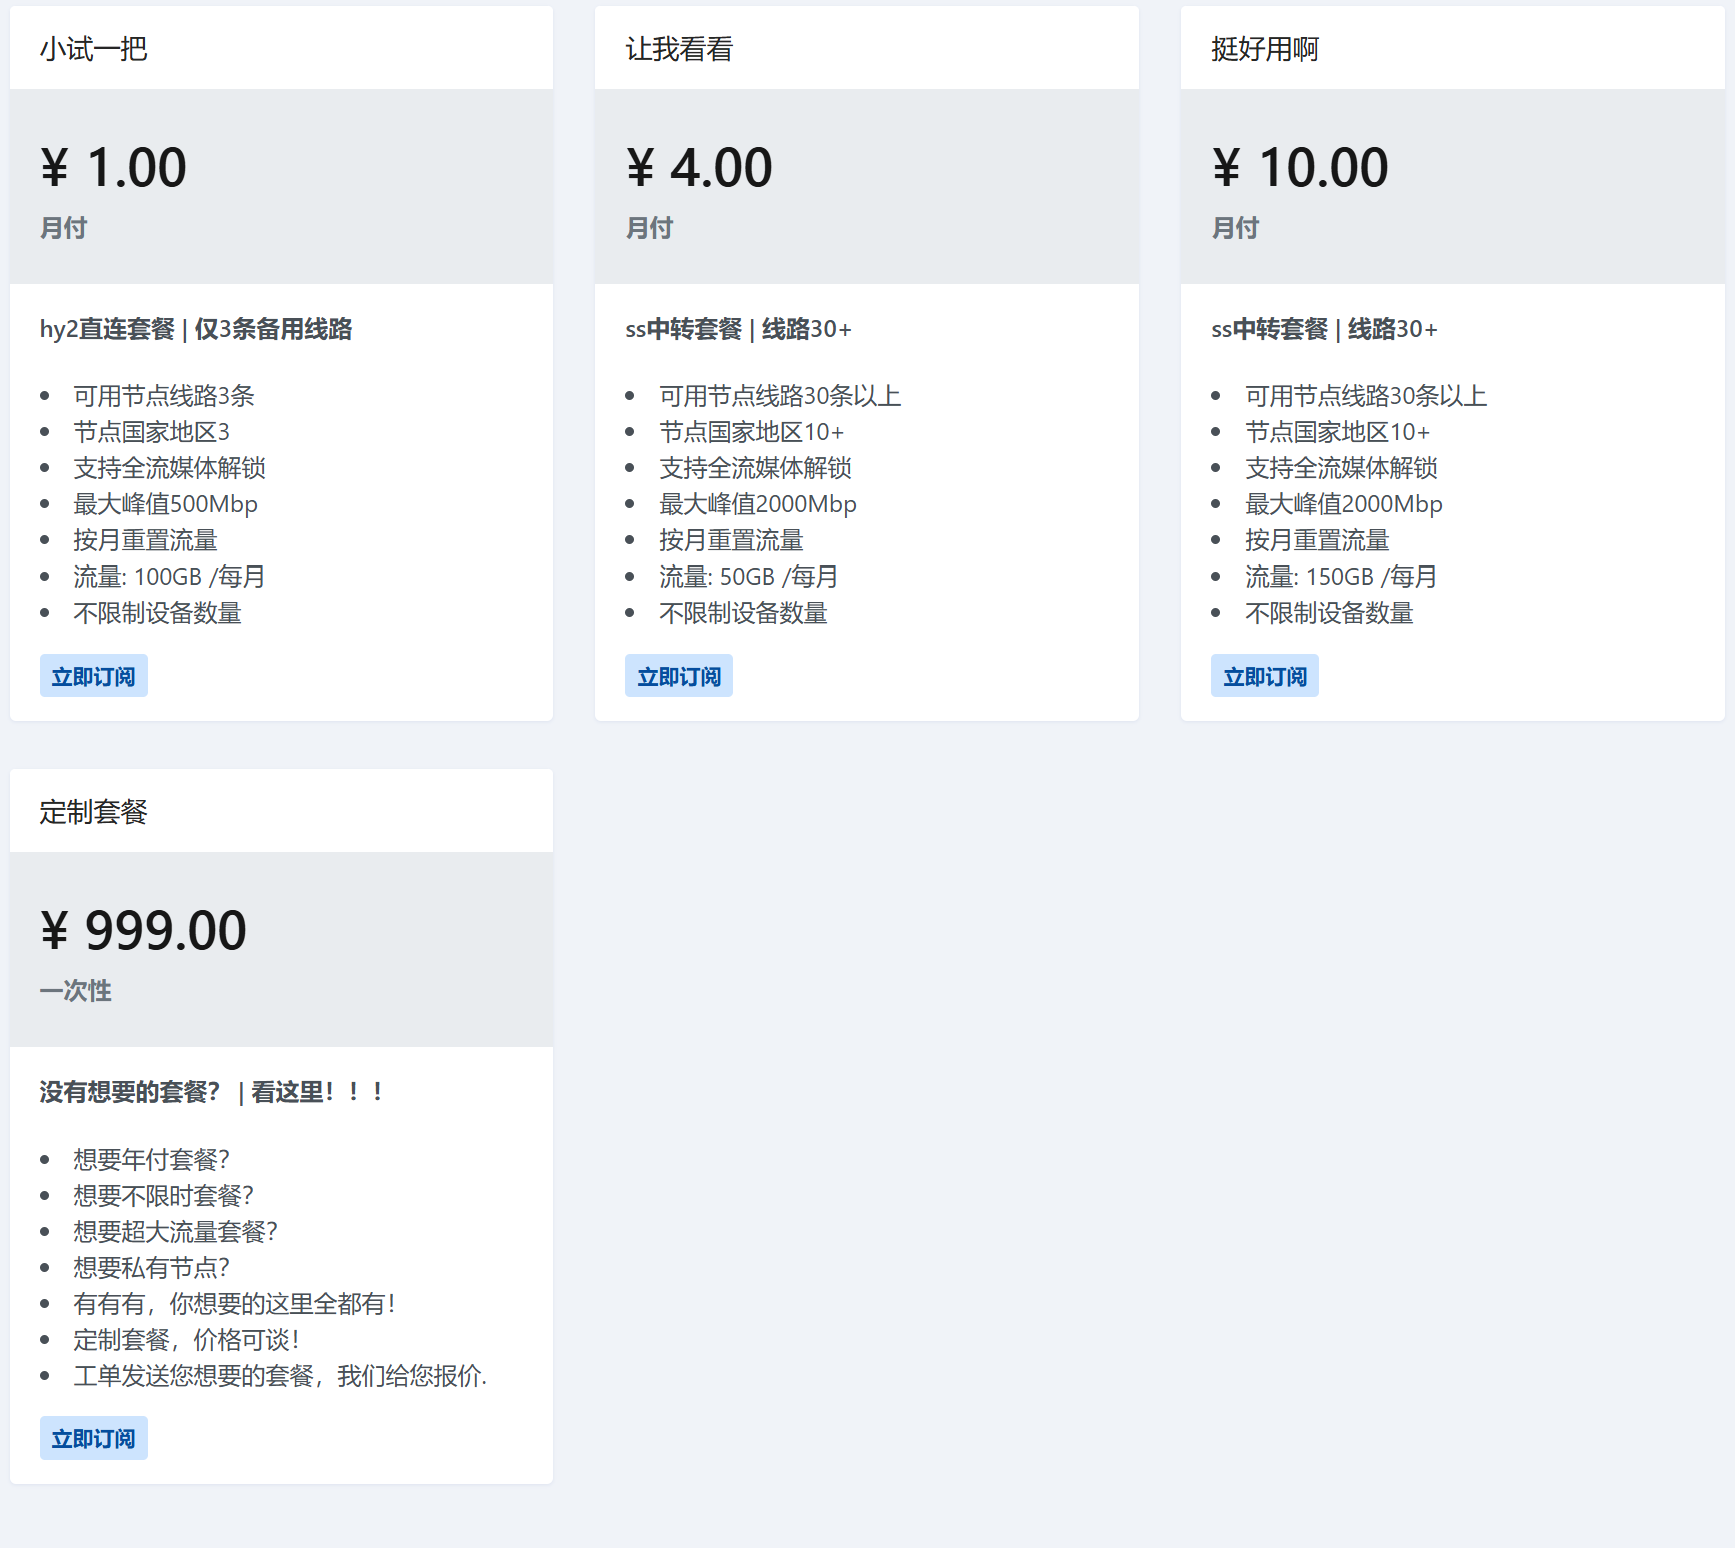 小试一把
¥ 1.00
月付
hy2直连套餐 | 仅3条备用线路
可用节点线路3条
节点国家地区3
支持全流媒体解锁
最大峰值500Mbp
按月重置流量
流量: 100GB /每月
不限制设备数量
立即订阅
让我看看
¥ 4.00
月付
ss中转套餐 | 线路30+
可用节点线路30条以上
节点国家地区10+
支持全流媒体解锁
最大峰值2000Mbp
按月重置流量
流量: 50GB /每月
不限制设备数量
立即订阅
挺好用啊
¥ 10.00
月付
ss中转套餐 | 线路30+
可用节点线路30条以上
节点国家地区10+
支持全流媒体解锁
最大峰值2000Mbp
按月重置流量
流量: 150GB /每月
不限制设备数量
立即订阅
定制套餐
¥ 999.00
一次性
没有想要的套餐？ | 看这里！！！
想要年付套餐？
想要不限时套餐？
想要超大流量套餐？
想要私有节点？
有有有，你想要的这里全都有！
定制套餐，价格可谈！
工单发送您想要的套餐，我们给您报价.
立即订阅